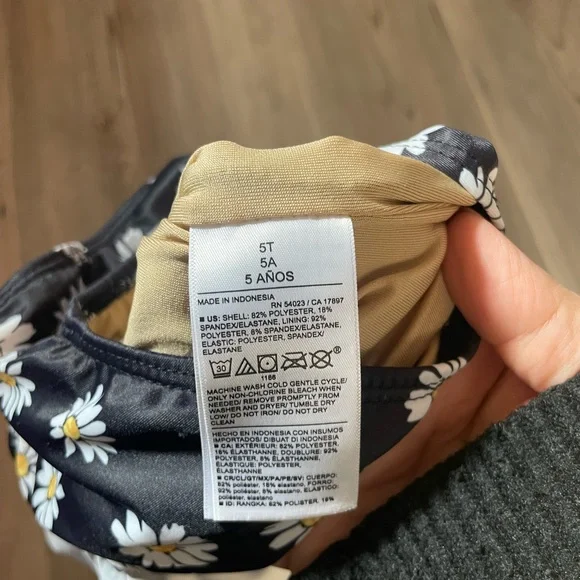 5T
5A
5 AÑOS
MADE IN INDONESIA RN 54023 / CA 17897
■ US: SHELL: 82% POLYESTER, 18%
SPANDEX/ELASTANE, LINING: 92%
POLYESTER, 8% SPANDEX/ELASTANE,
ELASTIC: POLYESTER, SPANDEX/
ELASTANE
30
®
1186
MACHINE WASH COLD GENTLE CYCLE/
ONLY NON-CHLORINE BLEACH WHEN
NEEDED/ REMOVE PROMPTLY FROM
WASHER AND DRYER/ TUMBLE DRY
LOW/ DO NOT IRON/ DO NOT DRY
CLEAN
HECHO EN INDONESIA CON INSUMOS
IMPORTADOS/ DIBUAT DI INDONESIA
■ CA: EXTÉRIEUR: 82% POLYESTER,
18% ÉLASTHANNE, DOUBLURE: 92%
POLYESTER, 8% ÉLASTHANNE,
ÉLASTIQUE: POLYESTER,
ÉLASTHANNE
■ CR/CL/GT/MX/PA/PE/SV: CUERPO:
82% poliéster, 18% elastano. FORRO:
92% poliéster, 8% elastano. ELASTICO:
poliéster, elastano
■ ID: RANGKA: 82% POLIESTER, 18%